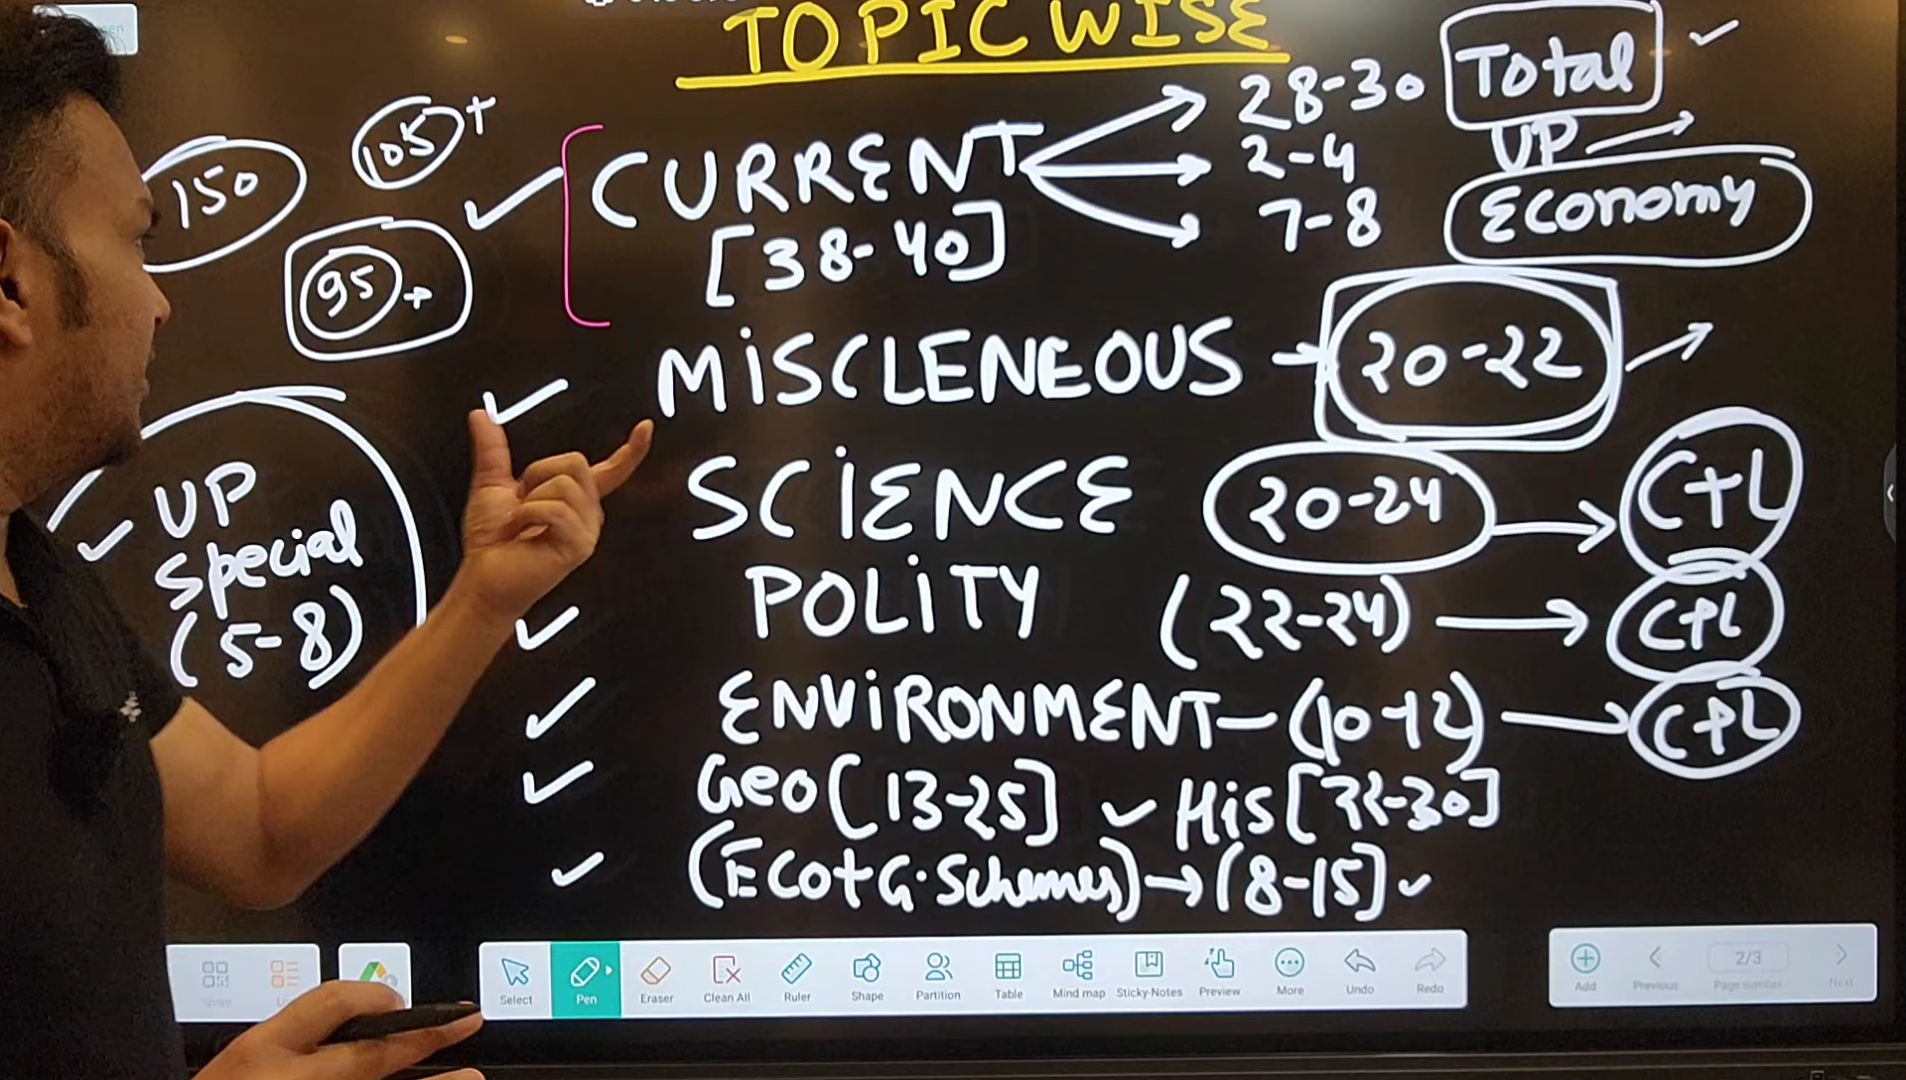 TOPIC WISE
150
105+
95+
CURRENT
[38-40]
28-30 Total
2-4 UP
7-8 Economy
MISCLENEOUS - 20-22
SCIENCE 20-24 C+L
POLITY (22-24) C+L
ENVIRONMENT - (10-12) C+L
Geo [13-25] His [22-30]
(Eco+G.Schemes) → (8-15]
UP
special
(5-8)
Select Pen Eraser Clean All Ruler Shape Partition Table Mind map Sticky-Notes Preview More Undo Redo
Add Previous 2/3 Page number Next